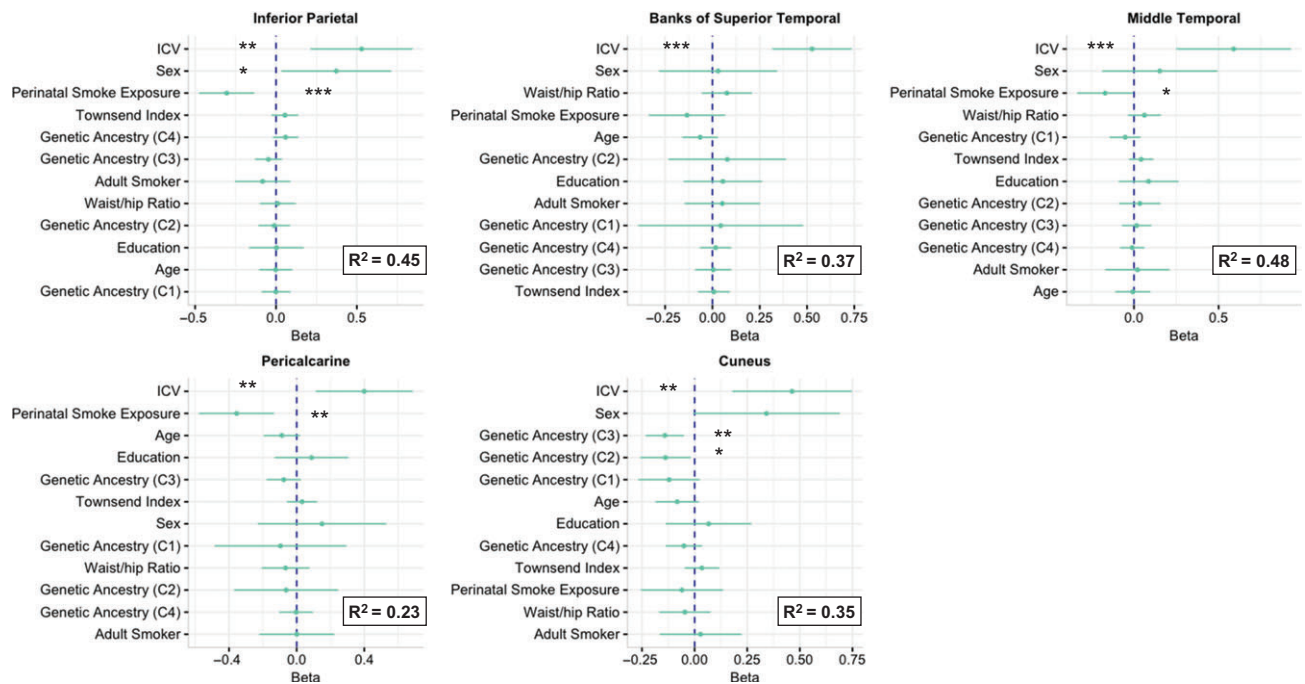 Inferior Parietal
ICV **
Sex *
Perinatal Smoke Exposure ***
Townsend Index
Genetic Ancestry (C4)
Genetic Ancestry (C3)
Adult Smoker
Waist/hip Ratio
Genetic Ancestry (C2)
Education
Age
Genetic Ancestry (C1)
R² = 0.45
−0.5 0.0 0.5
Beta
Banks of Superior Temporal
ICV ***
Sex
Waist/hip Ratio
Perinatal Smoke Exposure
Age
Genetic Ancestry (C2)
Education
Adult Smoker
Genetic Ancestry (C1)
Genetic Ancestry (C4)
Genetic Ancestry (C3)
Townsend Index
R² = 0.37
−0.25 0.00 0.25 0.50 0.75
Beta
Middle Temporal
ICV ***
Sex
Perinatal Smoke Exposure *
Waist/hip Ratio
Genetic Ancestry (C1)
Townsend Index
Education
Genetic Ancestry (C2)
Genetic Ancestry (C3)
Genetic Ancestry (C4)
Adult Smoker
Age
R² = 0.48
0.0 0.5
Beta
Pericalcarine
ICV **
Perinatal Smoke Exposure **
Age
Education
Genetic Ancestry (C3)
Townsend Index
Sex
Genetic Ancestry (C1)
Waist/hip Ratio
Genetic Ancestry (C2)
Genetic Ancestry (C4)
Adult Smoker
R² = 0.23
−0.4 0.0 0.4
Beta
Cuneus
ICV **
Sex
Genetic Ancestry (C3) **
Genetic Ancestry (C2) *
Genetic Ancestry (C1)
Age
Education
Genetic Ancestry (C4)
Townsend Index
Perinatal Smoke Exposure
Waist/hip Ratio
Adult Smoker
R² = 0.35
−0.25 0.00 0.25 0.50 0.75
Beta